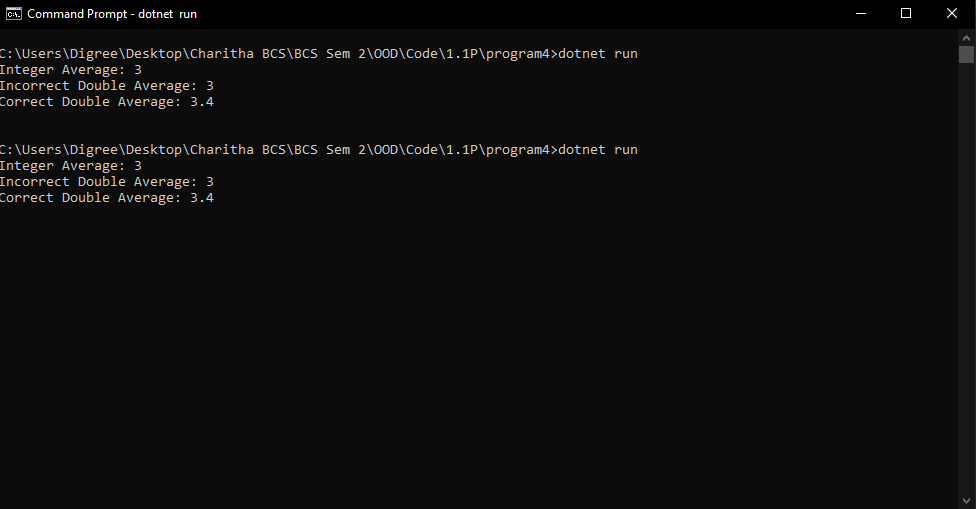 Command Prompt - dotnet  run
C:\Users\Digree\Desktop\Charitha BCS\BCS Sem 2\OOD\Code\1.1P\program4>dotnet run
Integer Average: 3
Incorrect Double Average: 3
Correct Double Average: 3.4
C:\Users\Digree\Desktop\Charitha BCS\BCS Sem 2\OOD\Code\1.1P\program4>dotnet run
Integer Average: 3
Incorrect Double Average: 3
Correct Double Average: 3.4